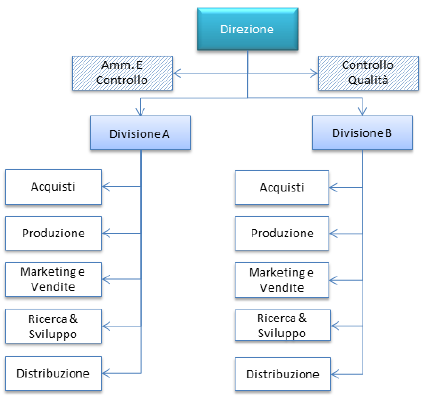 Direzione
Amm. E
Controllo
Controllo
Qualità
Divisione A
Divisione B
Acquisti
Produzione
Marketing e
Vendite
Ricerca &
Sviluppo
Distribuzione
Acquisti
Produzione
Marketing e
Vendite
Ricerca &
Sviluppo
Distribuzione